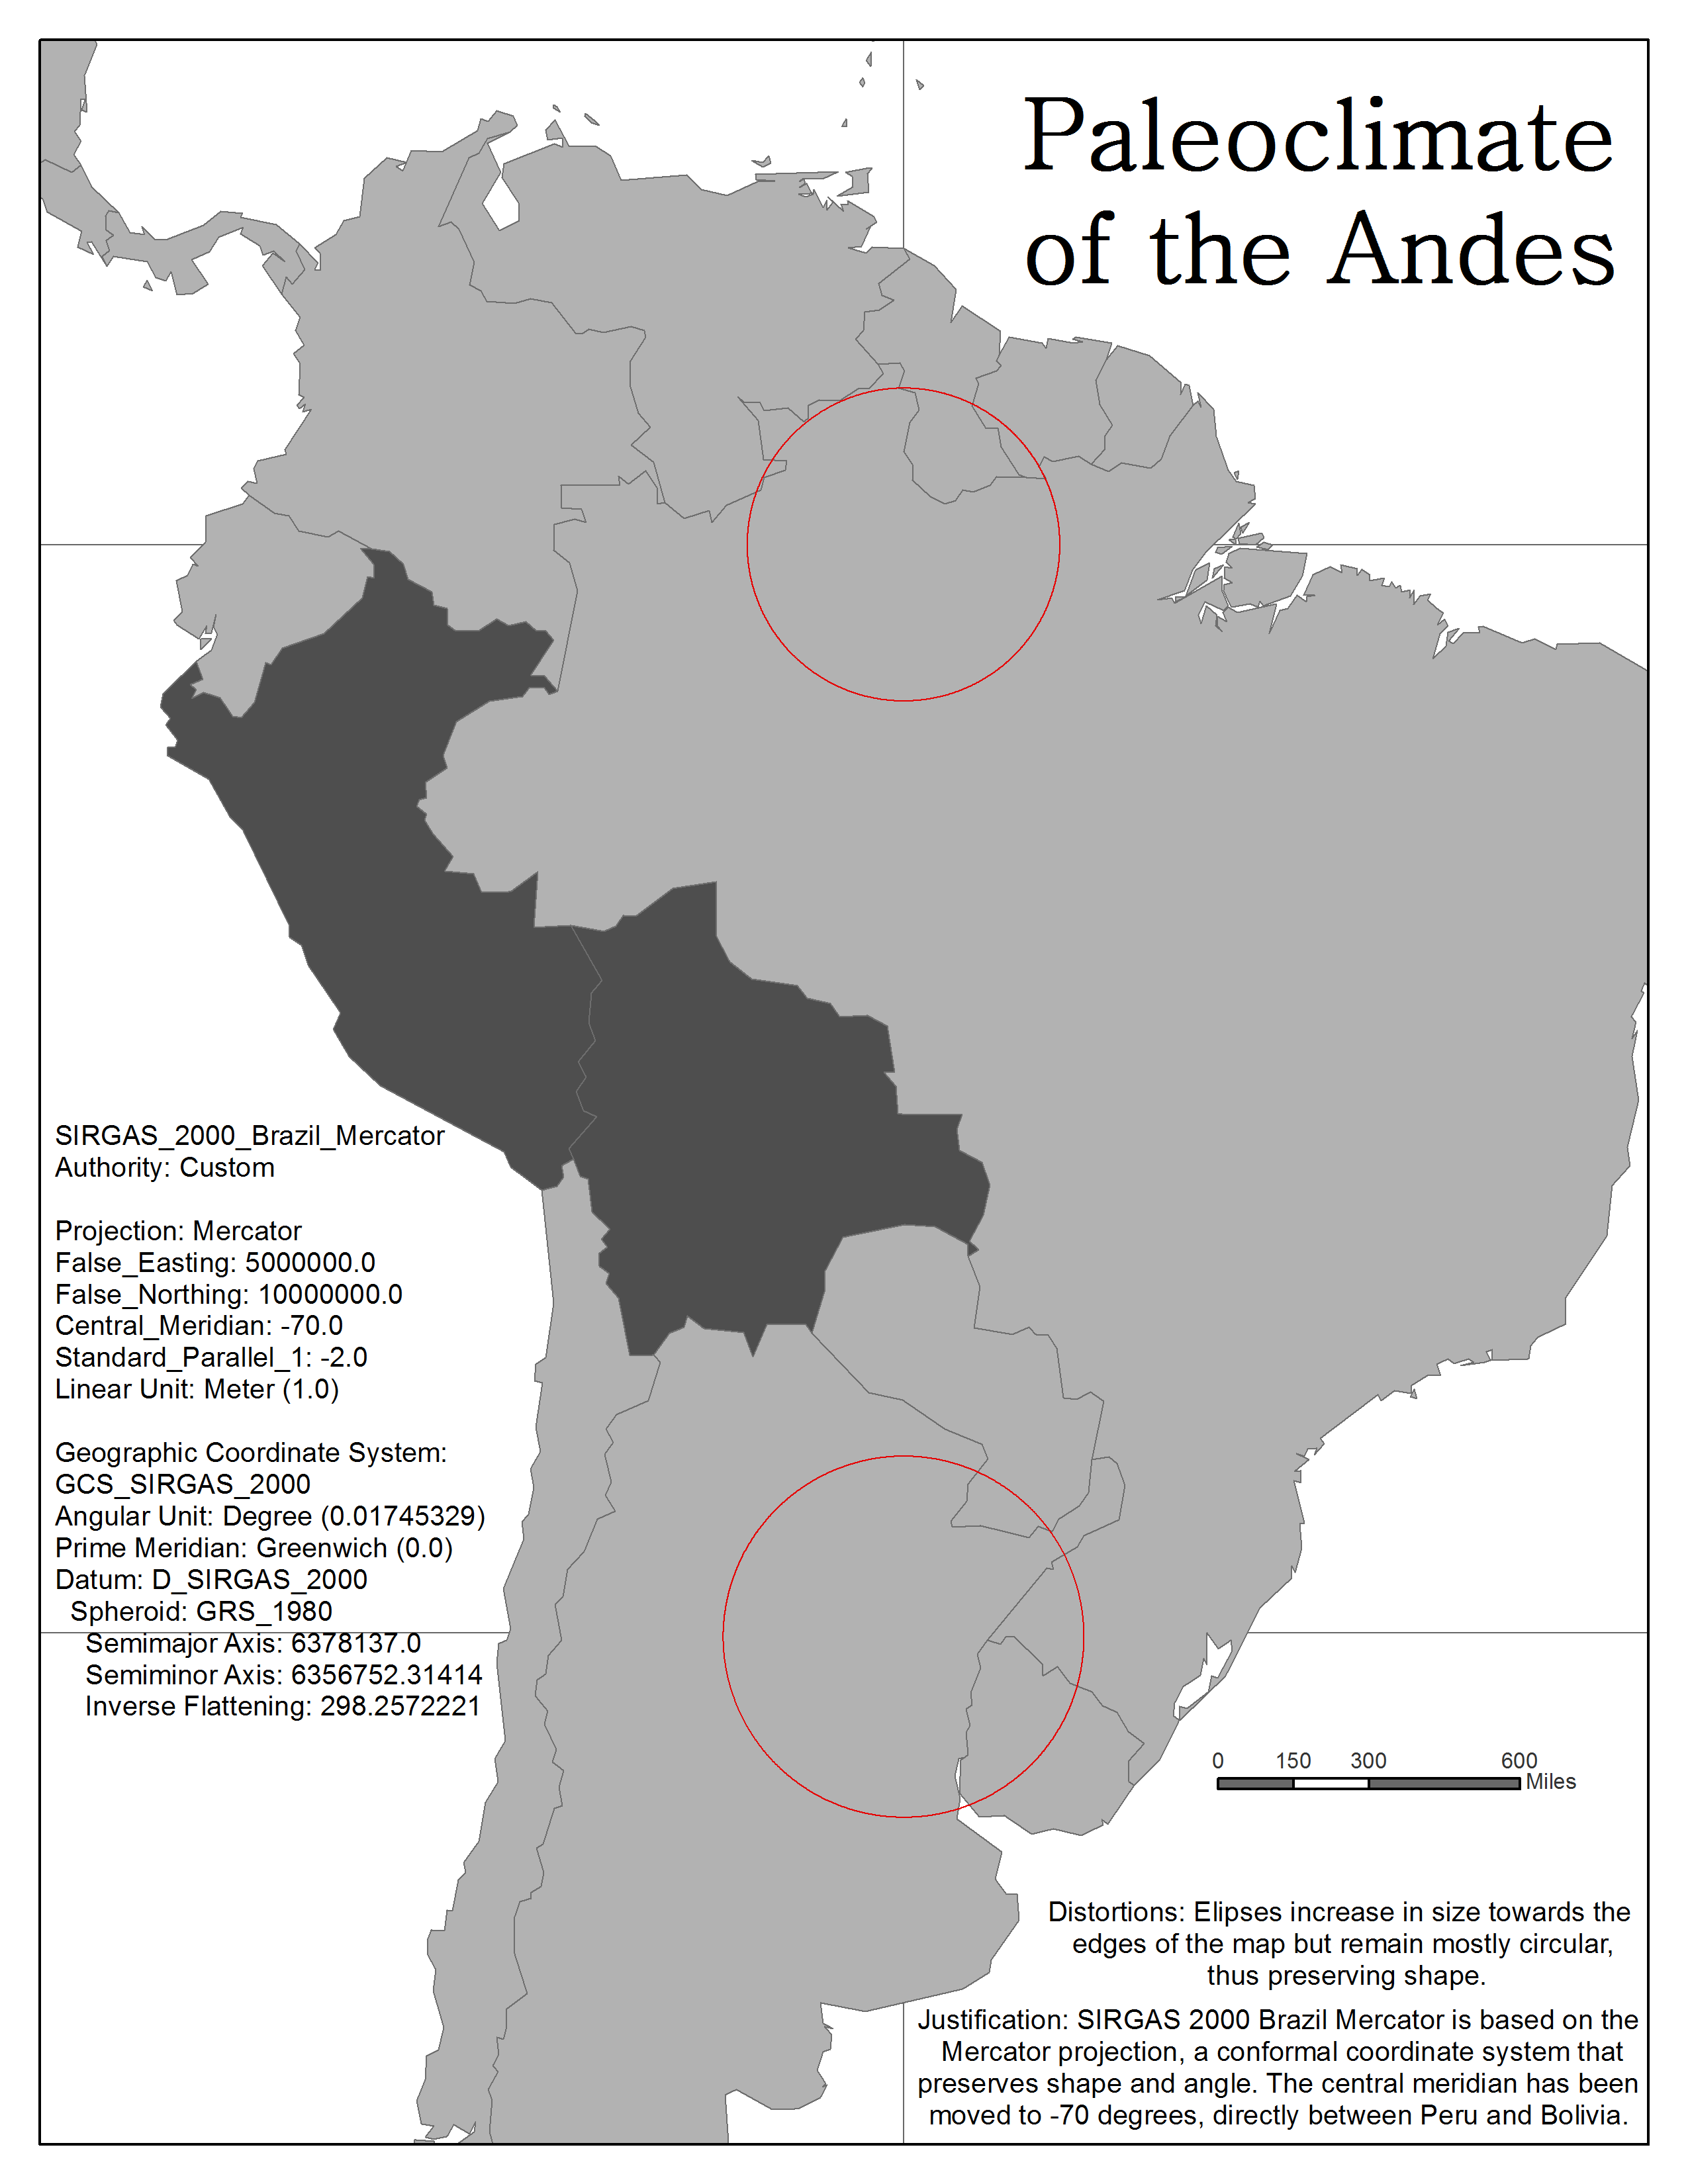 Paleoclimate
of the Andes
SIRGAS_2000_Brazil_Mercator
Authority: Custom
Projection: Mercator
False_Easting: 5000000.0
False_Northing: 10000000.0
Central_Meridian: -70.0
Standard_Parallel_1: -2.0
Linear Unit: Meter (1.0)
Geographic Coordinate System:
GCS_SIRGAS_2000
Angular Unit: Degree (0.01745329)
Prime Meridian: Greenwich (0.0)
Datum: D_SIRGAS_2000
Spheroid: GRS_1980
Semimajor Axis: 6378137.0
Semiminor Axis: 6356752.31414
Inverse Flattening: 298.2572221
0 150 300 600
Miles
Distortions: Elipses increase in size towards the
edges of the map but remain mostly circular,
thus preserving shape.
Justification: SIRGAS 2000 Brazil Mercator is based on the
Mercator projection, a conformal coordinate system that
preserves shape and angle. The central meridian has been
moved to -70 degrees, directly between Peru and Bolivia.